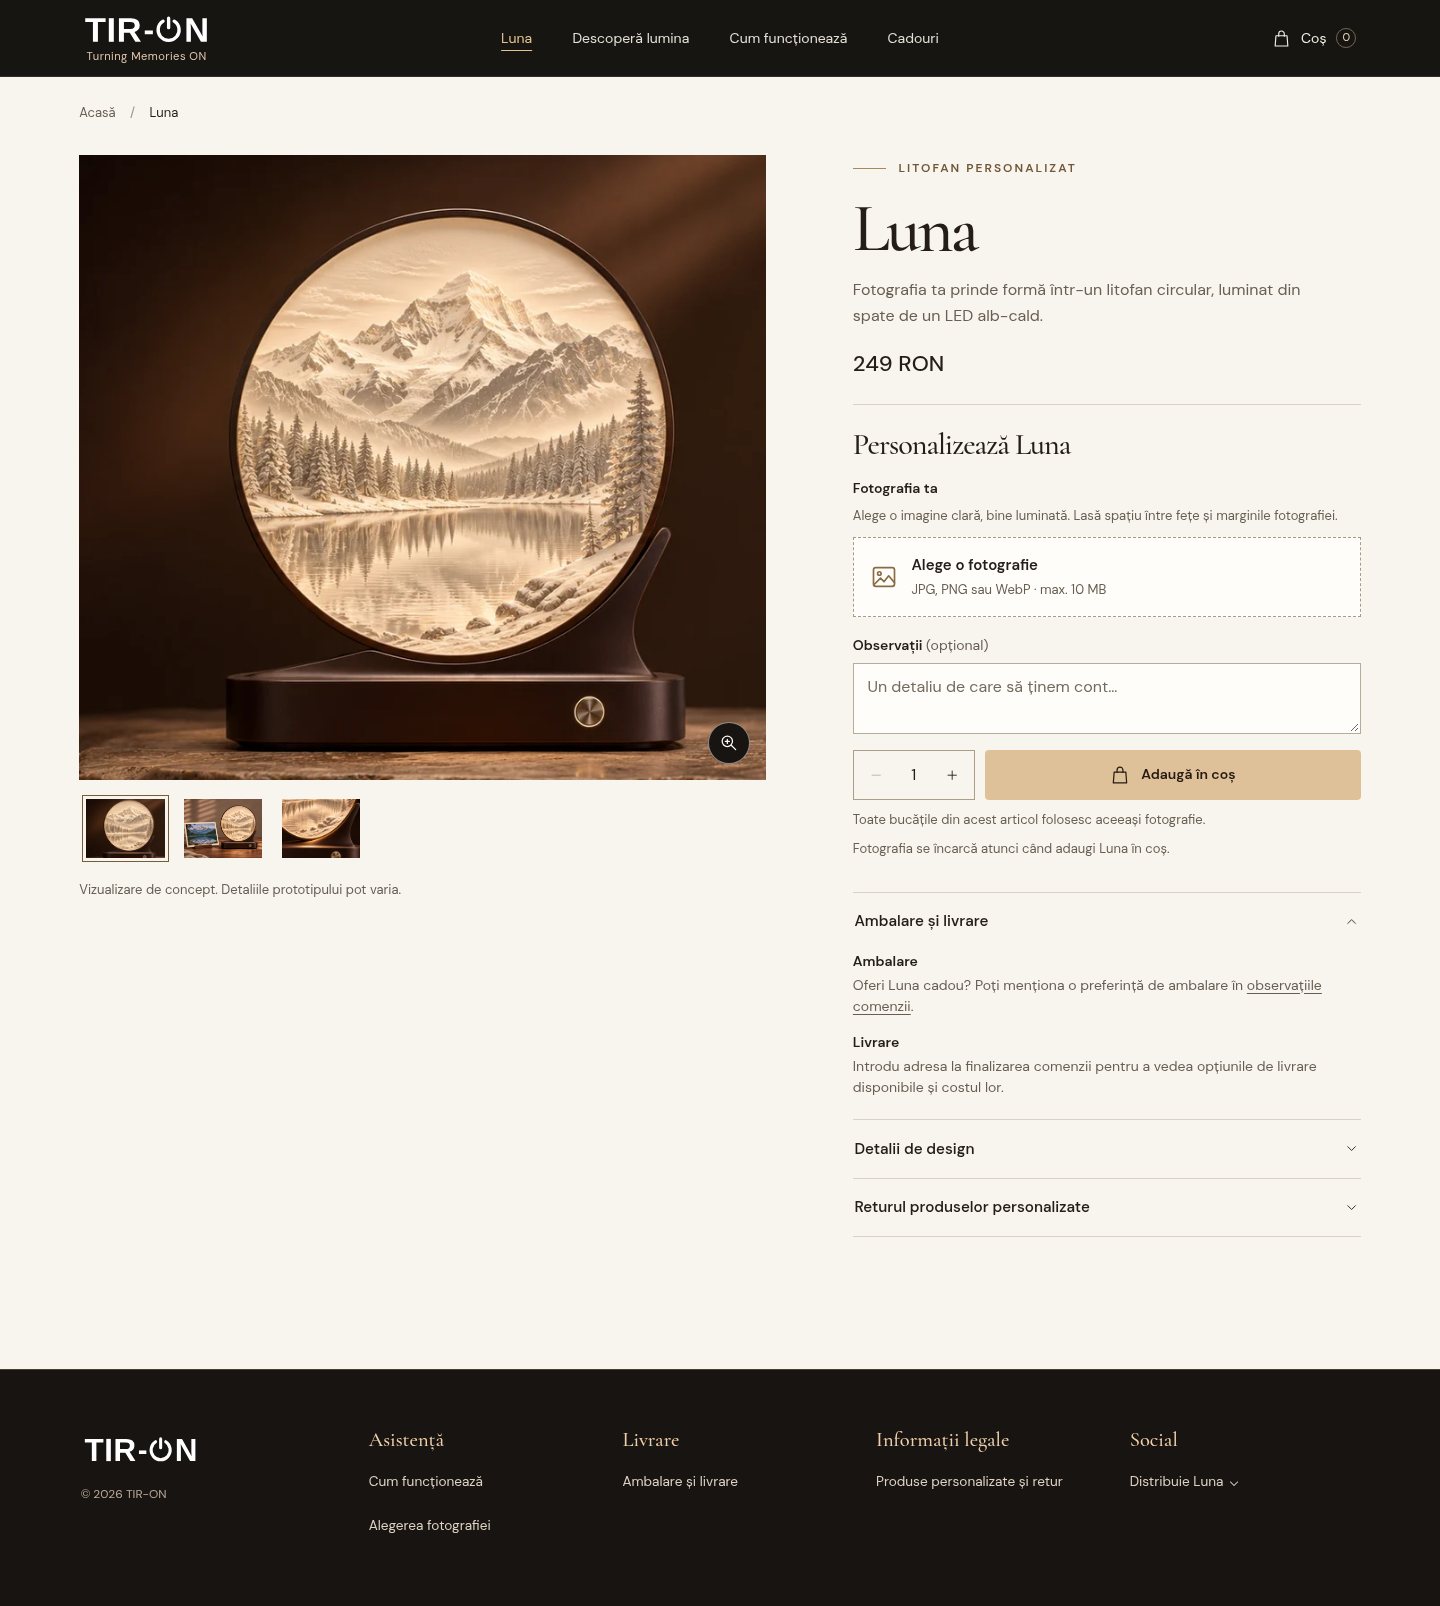 TIR-ON
Turning Memories ON
Luna
Descoperă lumina
Cum funcționează
Cadouri
Coș
0
Acasă / Luna
LITOFAN PERSONALIZAT
Luna
Fotografia ta prinde formă într-un litofan circular, luminat din
spate de un LED alb-cald.
249 RON
Personalizează Luna
Fotografia ta
Alege o imagine clară, bine luminată. Lasă spațiu între fețe și marginile fotografiei.
Alege o fotografie
JPG, PNG sau WebP · max. 10 MB
Observații (opțional)
Un detaliu de care să ținem cont...
− 1 +
Adaugă în coș
Toate bucățile din acest articol folosesc aceeași fotografie.
Fotografia se încarcă atunci când adaugi Luna în coș.
Vizualizare de concept. Detaliile prototipului pot varia.
Ambalare și livrare
Ambalare
Oferi Luna cadou? Poți menționa o preferință de ambalare în observațiile
comenzii.
Livrare
Introdu adresa la finalizarea comenzii pentru a vedea opțiunile de livrare
disponibile și costul lor.
Detalii de design
Returul produselor personalizate
TIR-ON
© 2026 TIR-ON
Asistență
Cum funcționează
Alegerea fotografiei
Livrare
Ambalare și livrare
Informații legale
Produse personalizate și retur
Social
Distribuie Luna